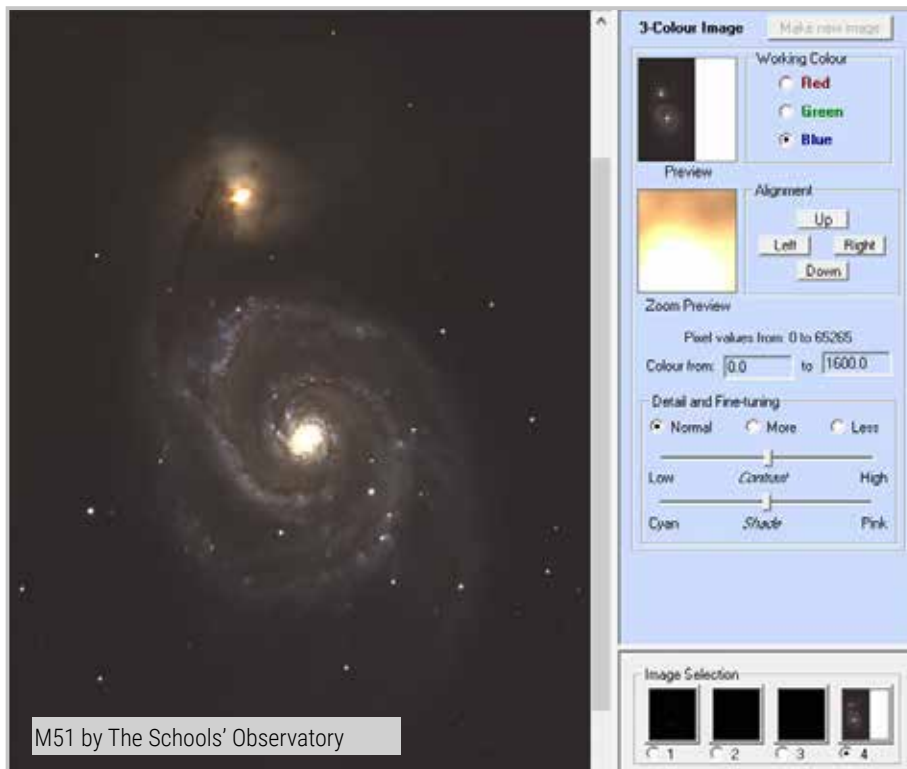 3-Colour Image
Make new image
Working Colour
Red
Green
Blue
Preview
Alignment
Up
Left Right
Down
Zoom Preview
Pixel values from: 0 to 65265
Colour from: 0.0 to 1600.0
Detail and Fine-tuning
Normal More Less
Low Contrast High
Cyan Shade Pink
Image Selection
1 2 3 4
M51 by The Schools' Observatory